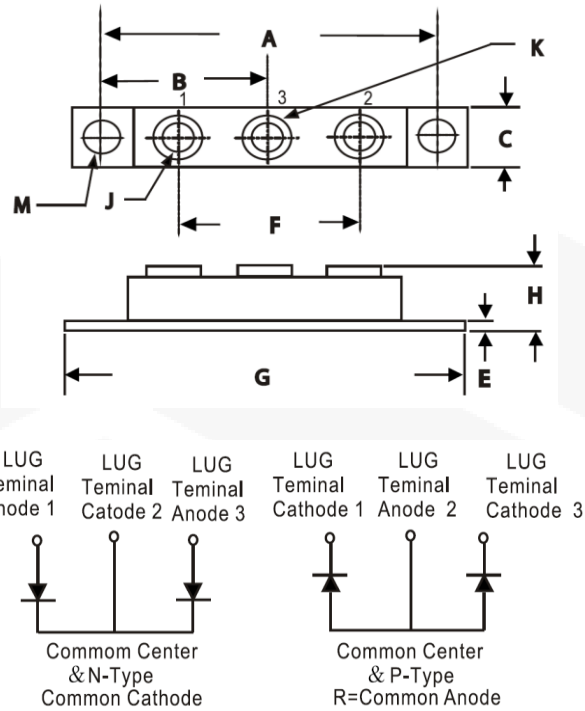 A
K
B
1
3
2
C
M
J
F
H
G
E
LUG
LUG
LUG
Teminal
Teminal
node 1
Catode 2
Anode 3
LUG
LUG
LUG
Teminal
Teminal
Teminal
Cathode 1
Anode 2
Cathode 3
Commom Center
& N-Type
Common Cathode
Common Center
& P-Type
R=Common Anode